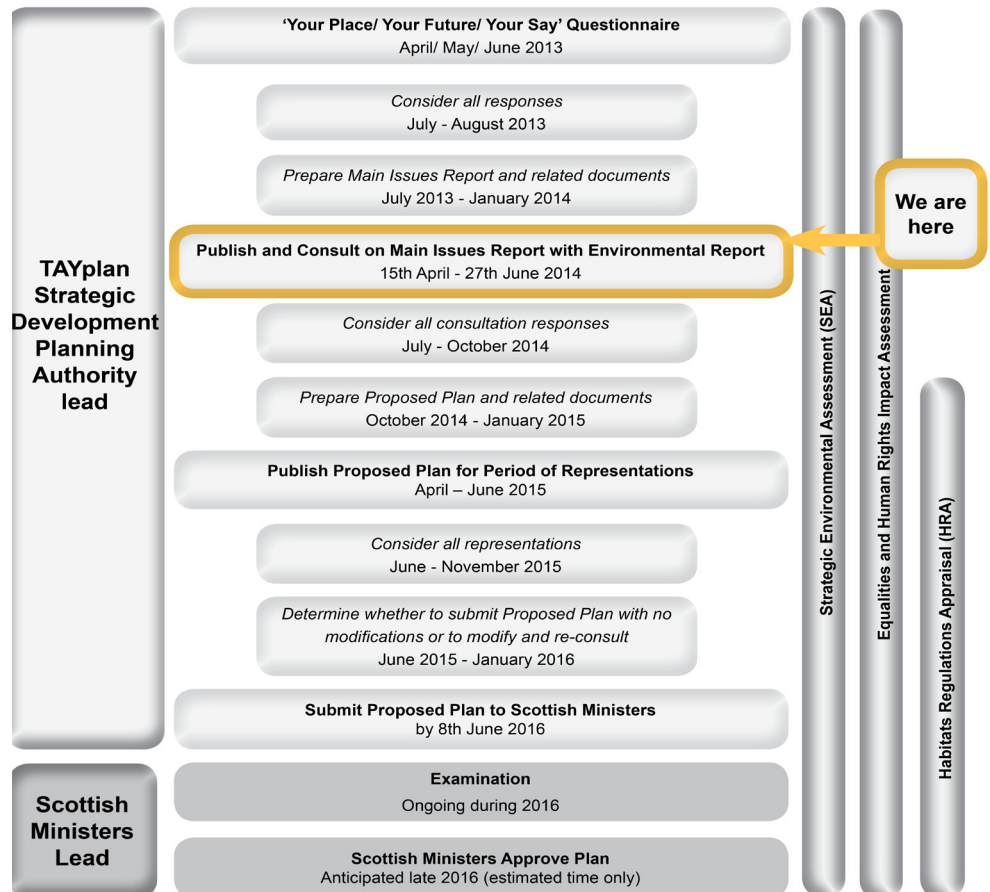 ‘Your Place/ Your Future/ Your Say’ Questionnaire
April/ May/ June 2013
Consider all responses
July - August 2013
Prepare Main Issues Report and related documents
July 2013 - January 2014
We are
here
Publish and Consult on Main Issues Report with Environmental Report
15th April - 27th June 2014
TAYplan
Strategic
Development
Planning
Authority
lead
Consider all consultation responses
July - October 2014
Prepare Proposed Plan and related documents
October 2014 - January 2015
Publish Proposed Plan for Period of Representations
April – June 2015
Consider all representations
June - November 2015
Determine whether to submit Proposed Plan with no
modifications or to modify and re-consult
June 2015 - January 2016
Submit Proposed Plan to Scottish Ministers
by 8th June 2016
Scottish
Ministers
Lead
Examination
Ongoing during 2016
Scottish Ministers Approve Plan
Anticipated late 2016 (estimated time only)
Strategic Environmental Assessment (SEA)
Equalities and Human Rights Impact Assessment
Habitats Regulations Appraisal (HRA)